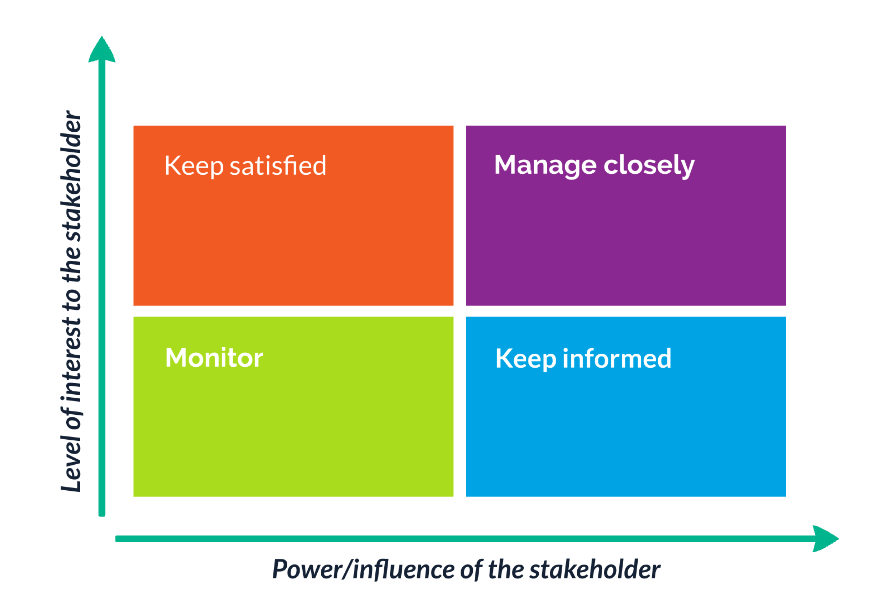 Level of interest to the stakeholder
Keep satisfied
Manage closely
Monitor
Keep informed
Power/influence of the stakeholder